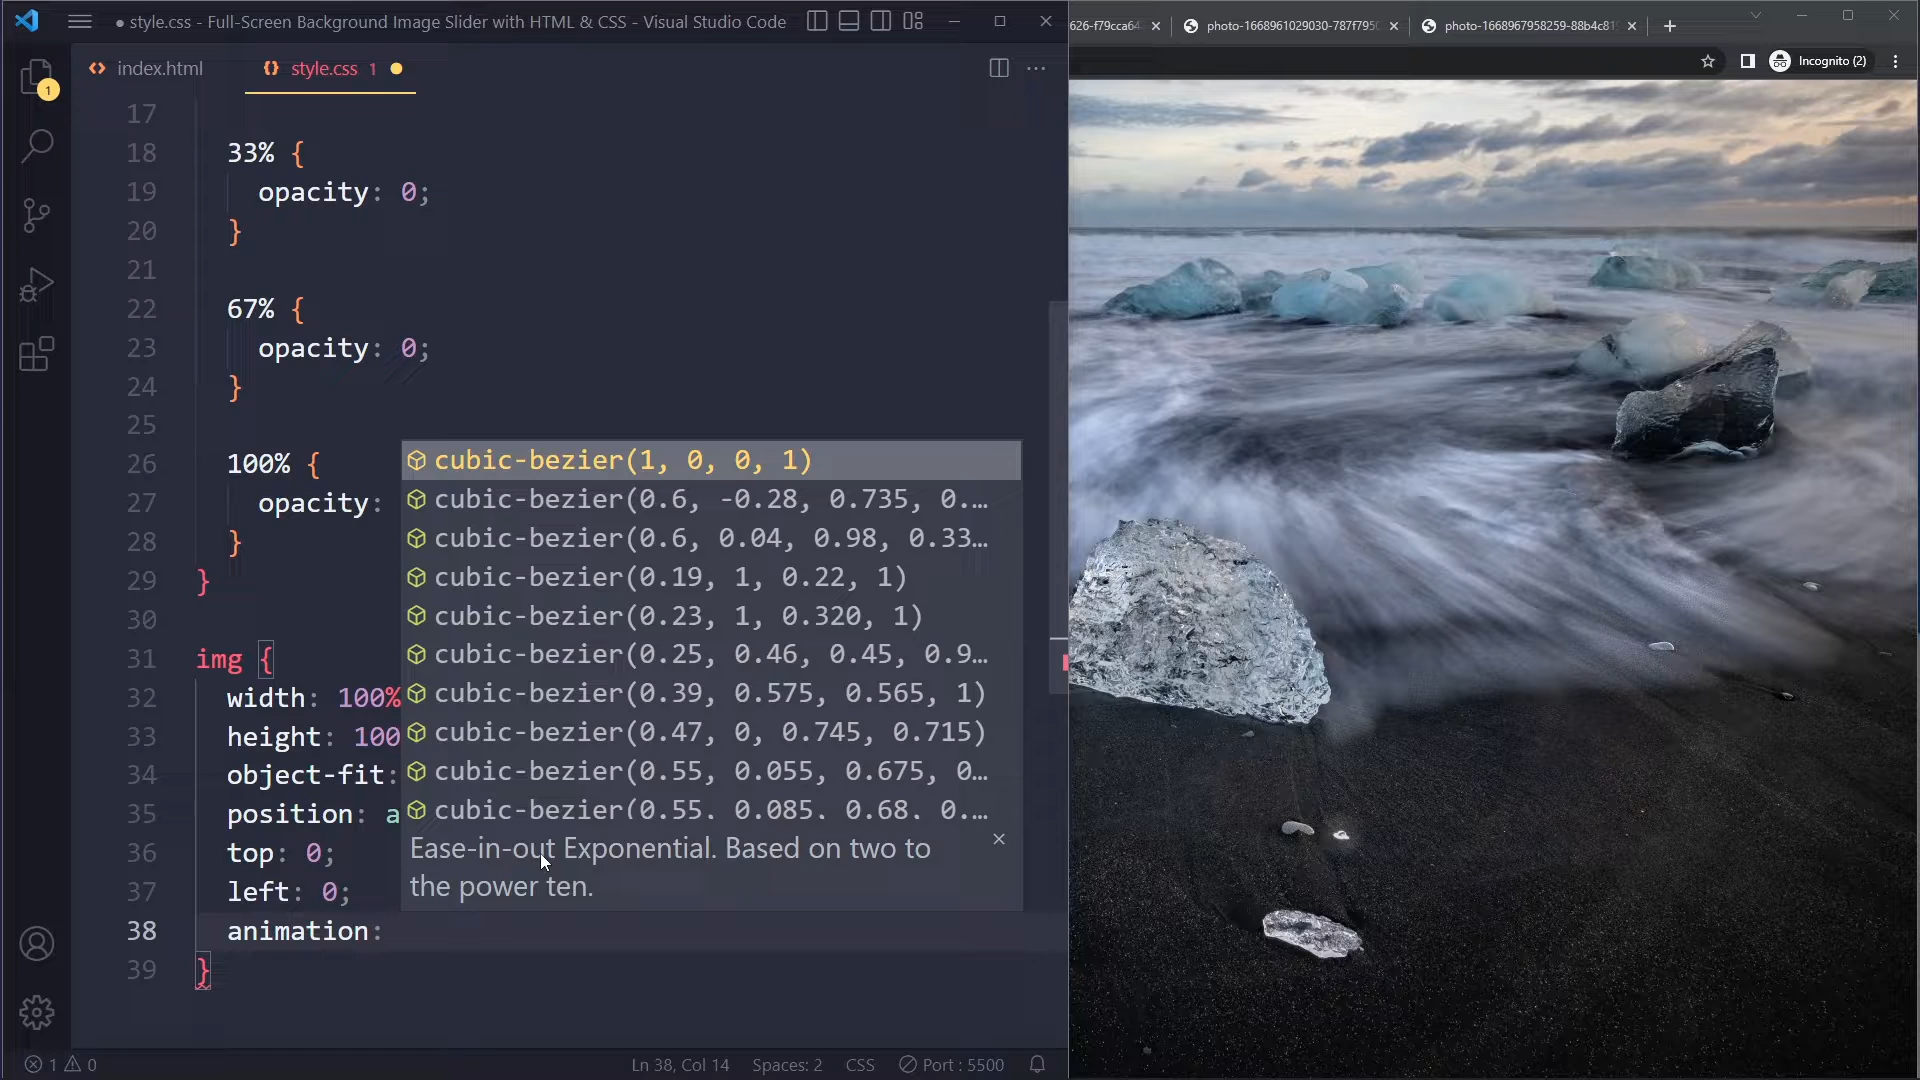 style.css - Full-Screen Background Image Slider with HTML & CSS - Visual Studio Code
626-f79cca64
photo-1668961029030-787f795
photo-1668967958259-88b4c81
Incognito (2)
1
index.html
style.css 1
17
18 33% {
19 opacity: 0;
20 }
21
22 67% {
23 opacity: 0;
24 }
25
26 100% {
27 opacity:
28 }
29 }
30
31 img {
32 width: 100%
33 height: 100
34 object-fit:
35 position: a
36 top: 0;
37 left: 0;
38 animation:
39 }
cubic-bezier(1, 0, 0, 1)
cubic-bezier(0.6, -0.28, 0.735, 0.…
cubic-bezier(0.6, 0.04, 0.98, 0.33…
cubic-bezier(0.19, 1, 0.22, 1)
cubic-bezier(0.23, 1, 0.320, 1)
cubic-bezier(0.25, 0.46, 0.45, 0.9…
cubic-bezier(0.39, 0.575, 0.565, 1)
cubic-bezier(0.47, 0, 0.745, 0.715)
cubic-bezier(0.55, 0.055, 0.675, 0…
cubic-bezier(0.55. 0.085. 0.68. 0.…
Ease-in-out Exponential. Based on two to
the power ten.
1 0
Ln 38, Col 14 Spaces: 2 CSS Port : 5500